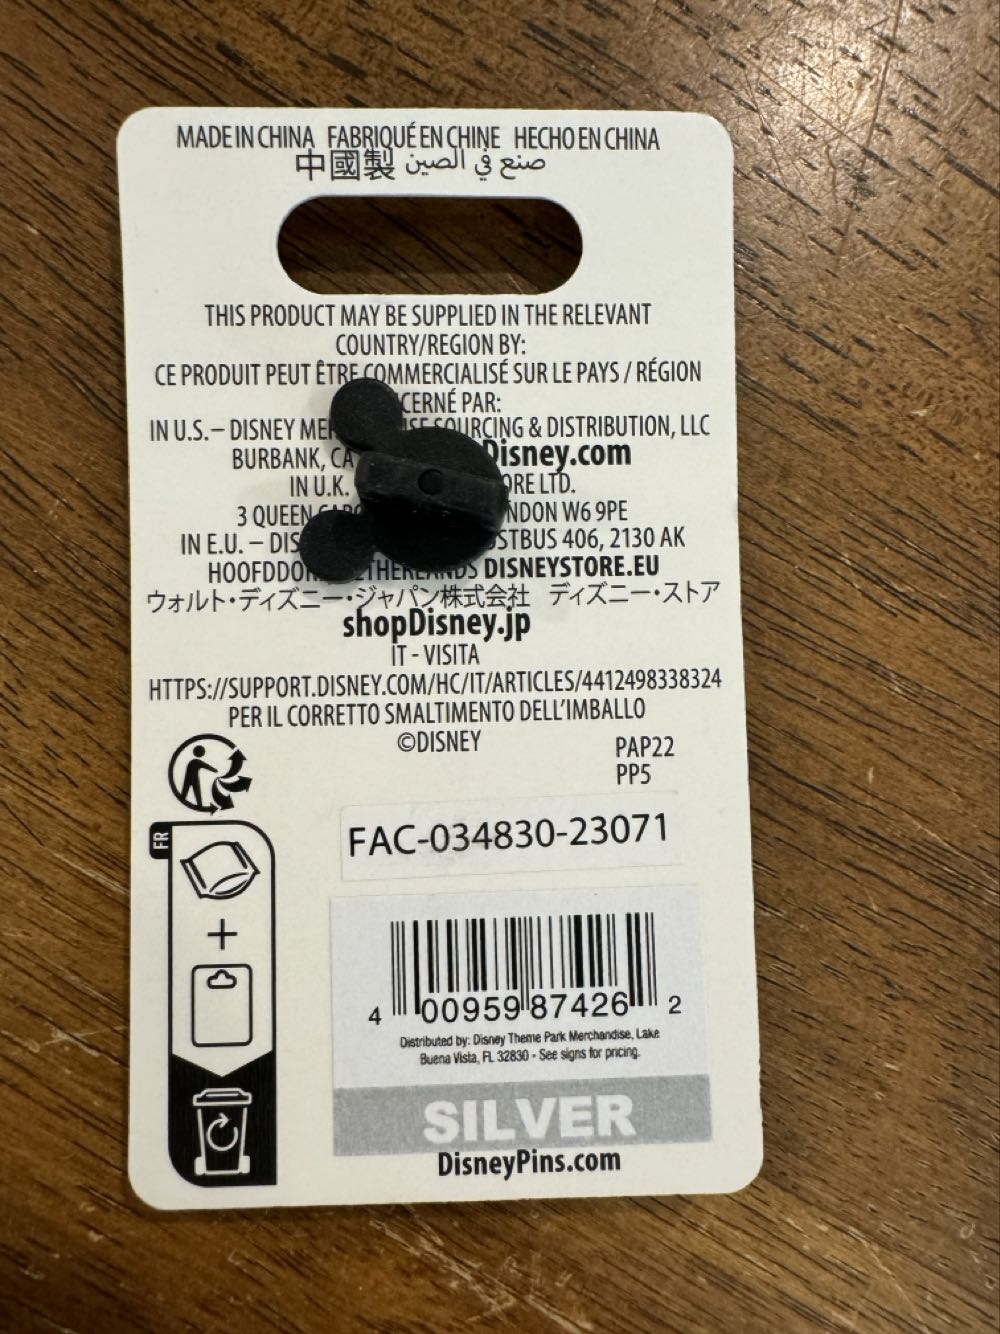 MADE IN CHINA FABRIQUÉ EN CHINE HECHO EN CHINA
中國製 صنع في الصين
THIS PRODUCT MAY BE SUPPLIED IN THE RELEVANT
COUNTRY/REGION BY:
CE PRODUIT PEUT ÊTRE COMMERCIALISÉ SUR LE PAYS / RÉGION
CERNÉ PAR:
IN U.S.– DISNEY SOURCING & DISTRIBUTION, LLC
BURBANK, CA Disney.com
IN U.K. LTD.
3 QUEEN W6 9PE
IN E.U. – 406, 2130 AK
DISNEYSTORE.EU
ウォルト・ディズニー・ジャパン株式会社 ディズニー・ストア
shopDisney.jp
IT - VISITA
HTTPS://SUPPORT.DISNEY.COM/HC/IT/ARTICLES/4412498338324
PER IL CORRETTO SMALTIMENTO DELL'IMBALLO
©DISNEY
PAP22
PP5
FR
FAC-034830-23071
4 00959 87426 2
Distributed by: Disney Theme Park Merchandise, Lake
Buena Vista, FL 32830 - See signs for pricing.
SILVER
DisneyPins.com